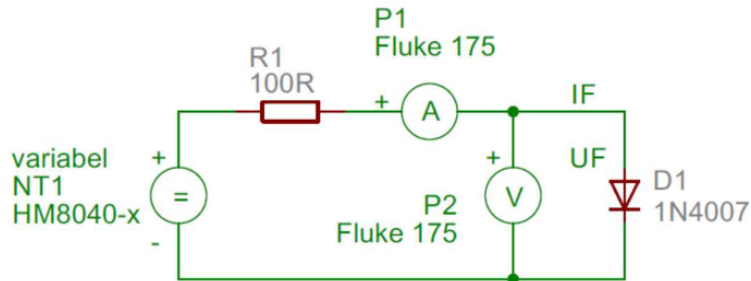 P1
Fluke 175
R1
100R
+
A
IF
variabel
NT1
HM8040-x
+
=
-
+
V
UF
P2
Fluke 175
D1
1N4007